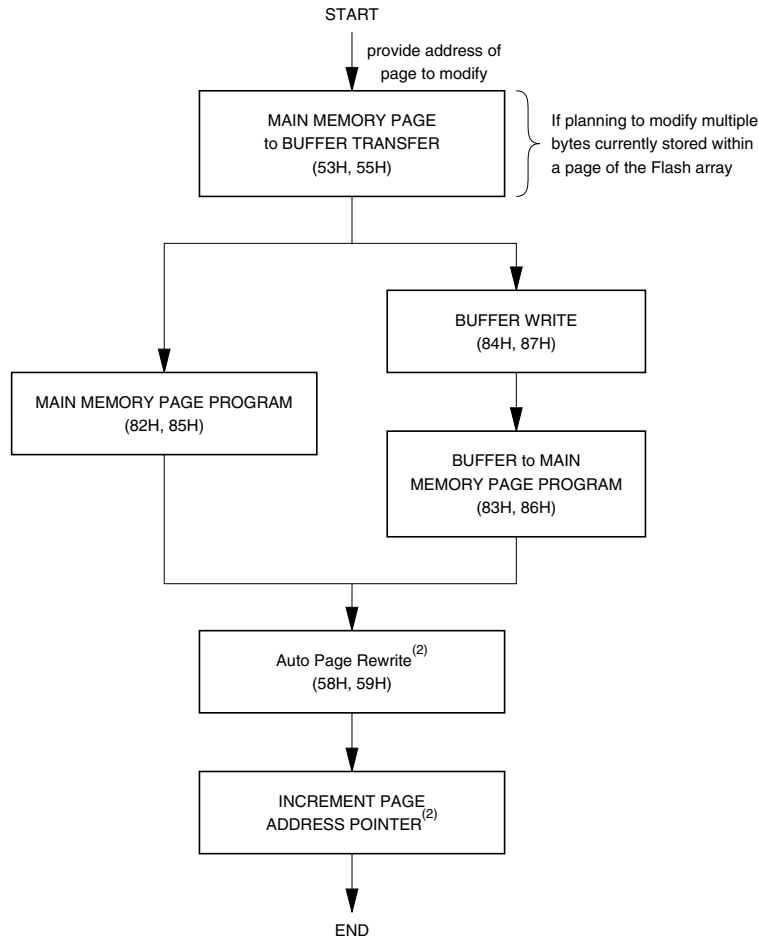 START
provide address of
page to modify
MAIN MEMORY PAGE
to BUFFER TRANSFER
(53H, 55H)
If planning to modify multiple
bytes currently stored within
a page of the Flash array
BUFFER WRITE
(84H, 87H)
MAIN MEMORY PAGE PROGRAM
(82H, 85H)
BUFFER to MAIN
MEMORY PAGE PROGRAM
(83H, 86H)
Auto Page Rewrite(2)
(58H, 59H)
INCREMENT PAGE
ADDRESS POINTER(2)
END